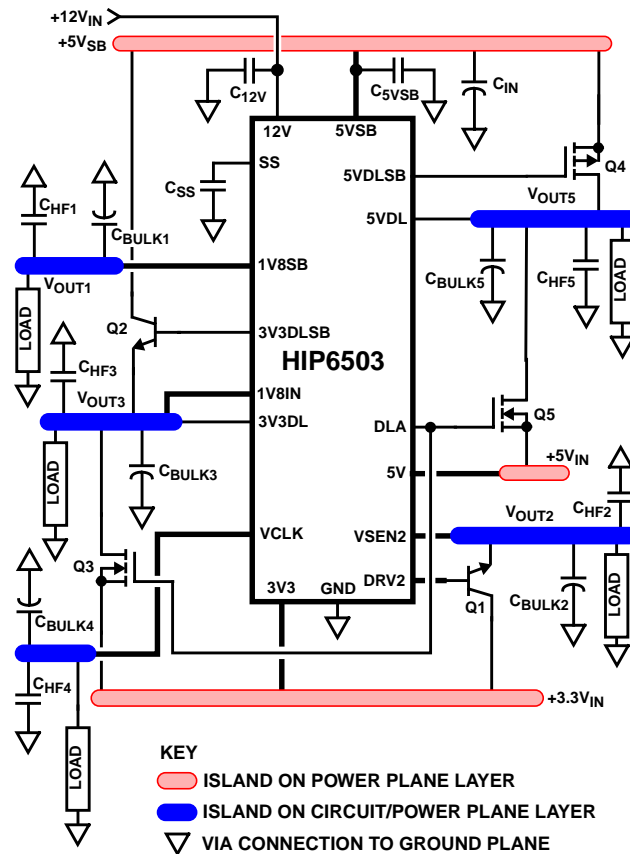 +12VIN
+5VSB
C12V
C5VSB
CIN
12V
5VSB
SS
CSS
5VDLSB
Q4
VOUT5
5VDL
CHF1
CBULK1
1V8SB
VOUT1
LOAD
CBULK5
CHF5
LOAD
Q2
3V3DLSB
HIP6503
CHF3
VOUT3
1V8IN
3V3DL
DLA
Q5
+5VIN
5V
LOAD
CBULK3
CHF2
VOUT2
VSEN2
VCLK
Q3
3V3
GND
DRV2
Q1
CBULK2
LOAD
CBULK4
CHF4
LOAD
+3.3VIN
KEY
ISLAND ON POWER PLANE LAYER
ISLAND ON CIRCUIT/POWER PLANE LAYER
VIA CONNECTION TO GROUND PLANE